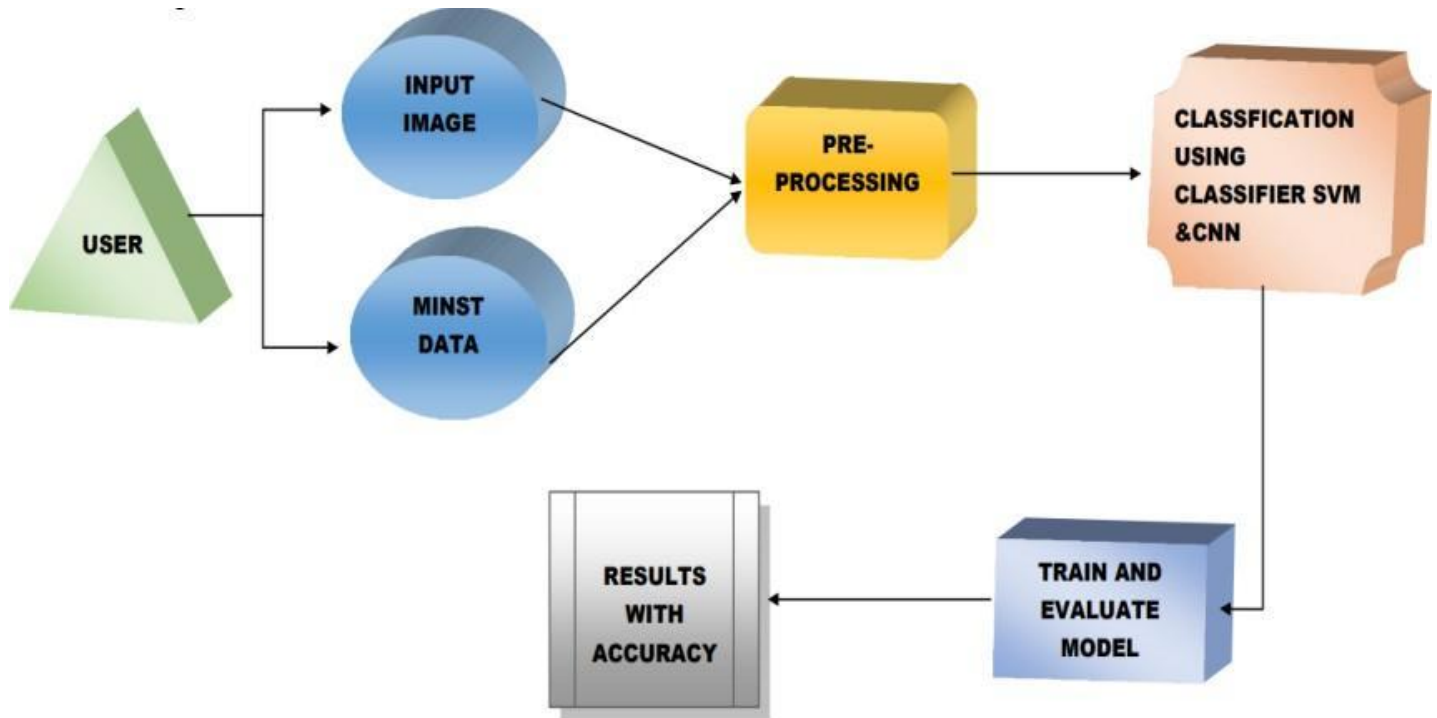 USER
INPUT
IMAGE
MINST
DATA
PRE-
PROCESSING
CLASSFICATION
USING
CLASSIFIER SVM
&CNN
TRAIN AND
EVALUATE
MODEL
RESULTS
WITH
ACCURACY